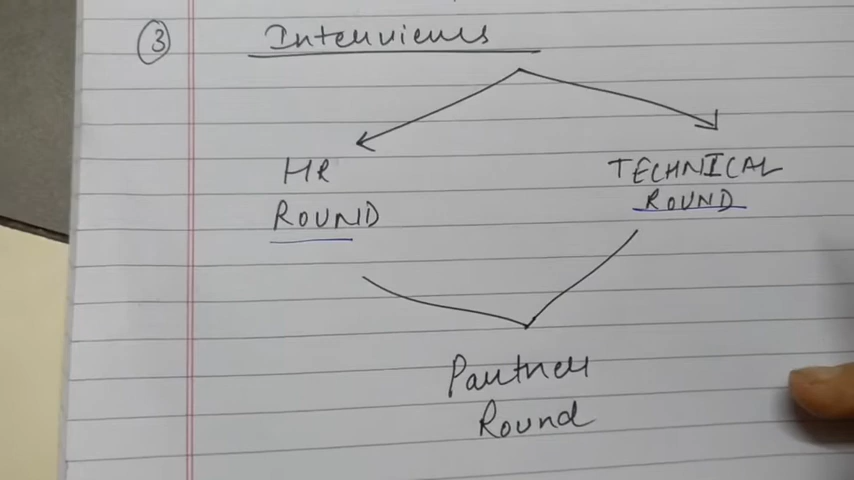 3 Interviews
HR
ROUND
TECHNICAL
ROUND
Partner
Round